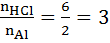 n_HCl/n_Al = 6/2 = 3